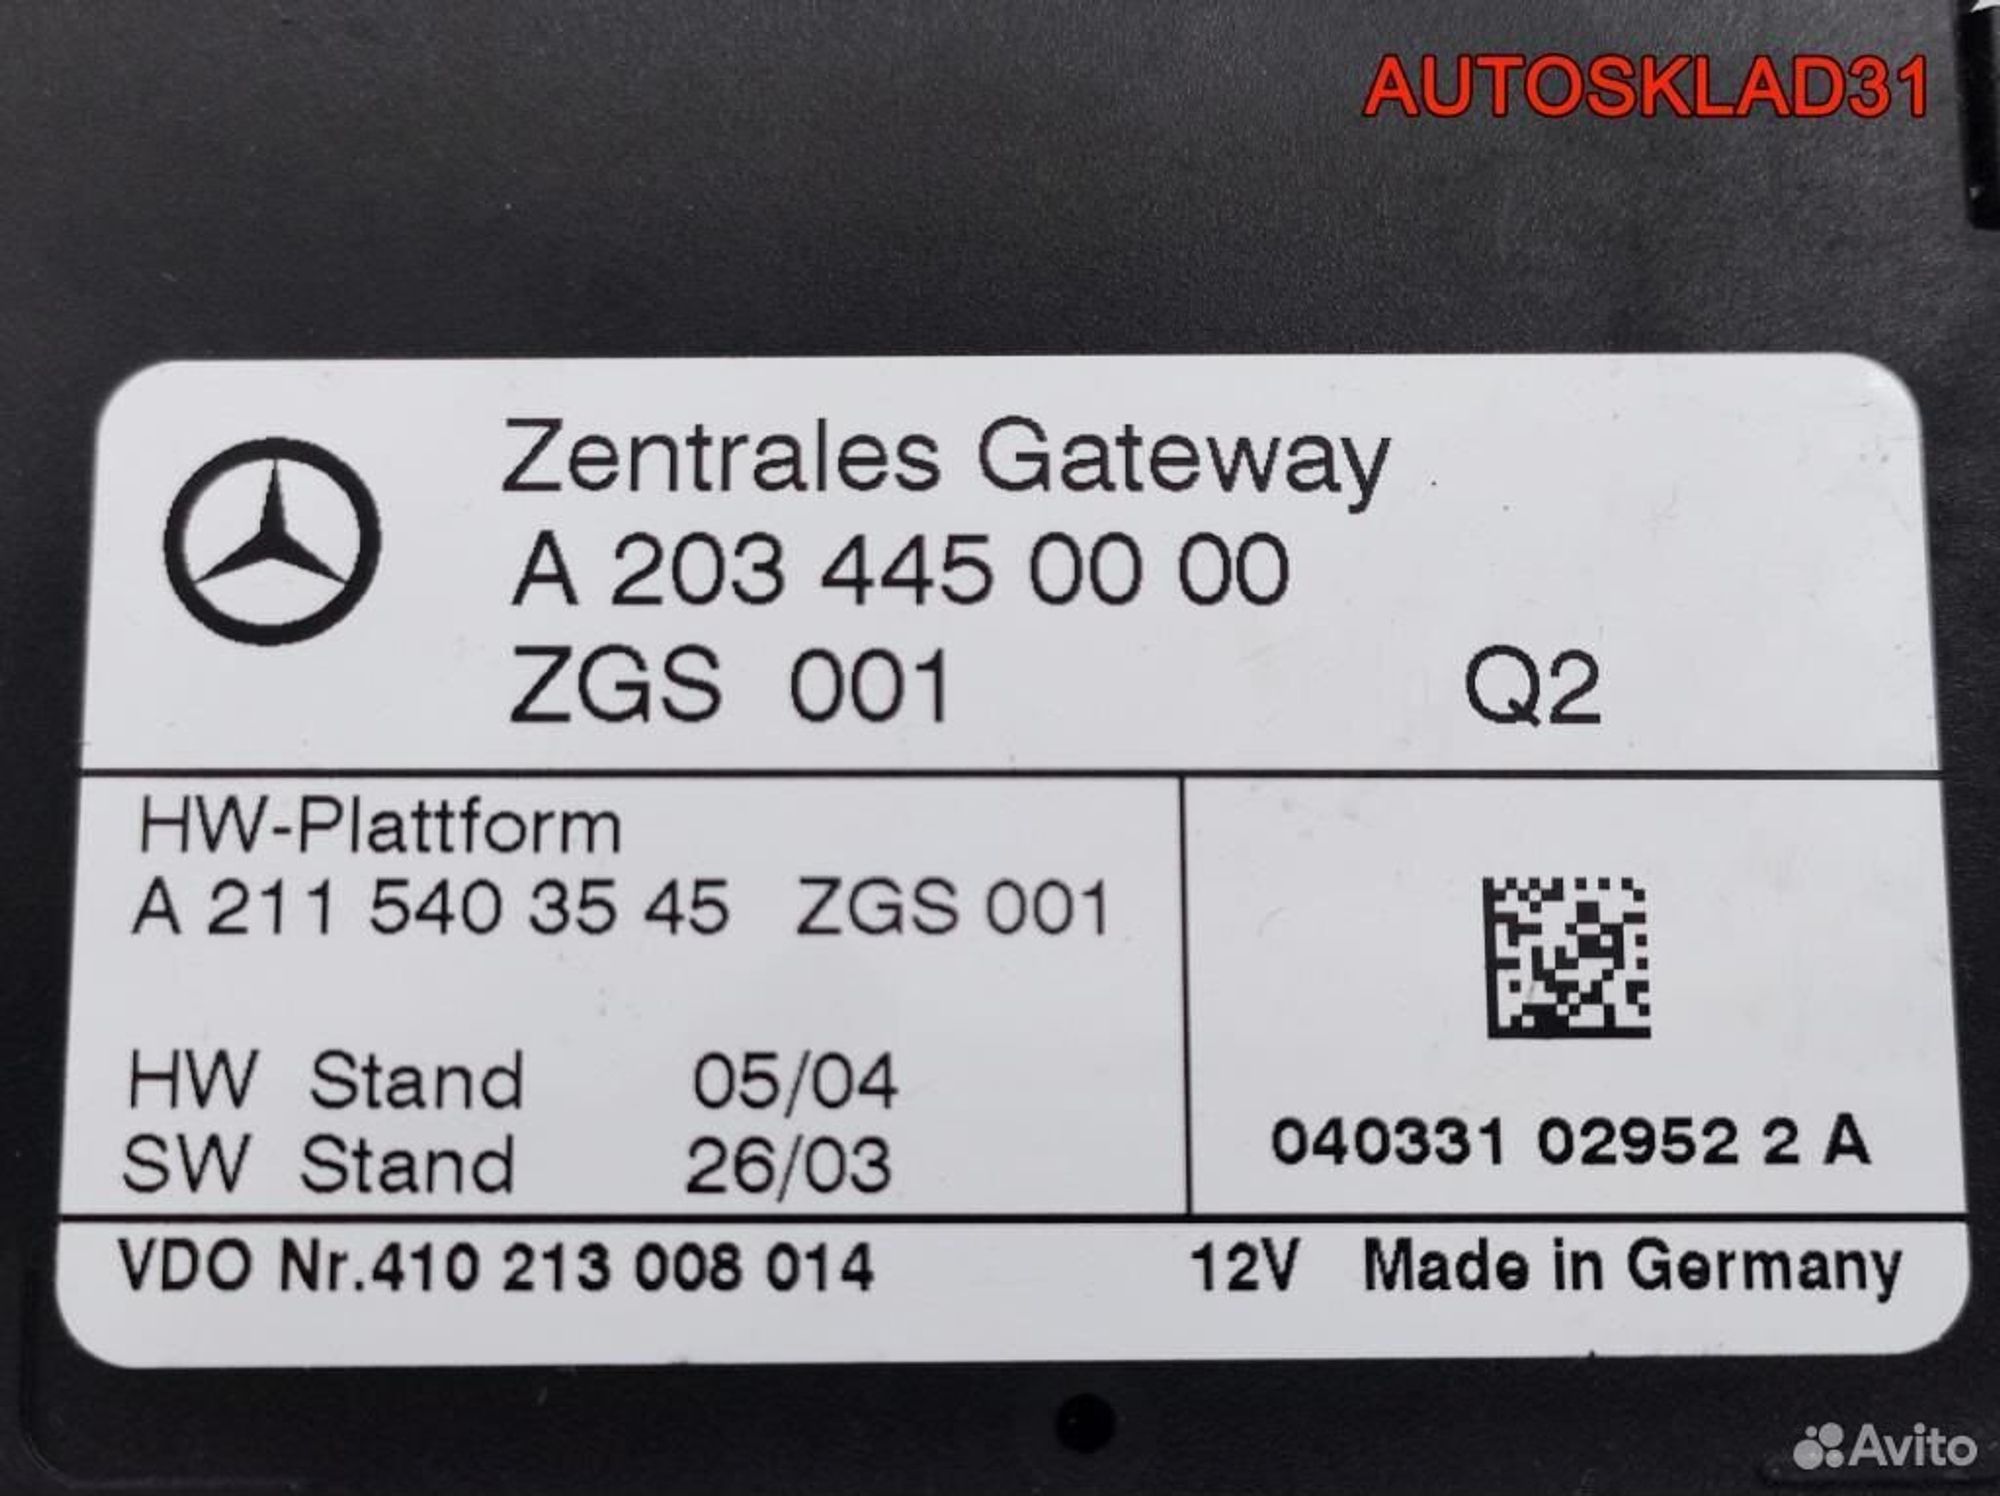 AUTOSKLAD31
Zentrales Gateway
A 203 445 00 00
ZGS 001 Q2
HW-Plattform
A 211 540 35 45 ZGS 001
HW Stand 05/04
SW Stand 26/03
040331 02952 2 A
VDO Nr.410 213 008 014 12V Made in Germany
Avito